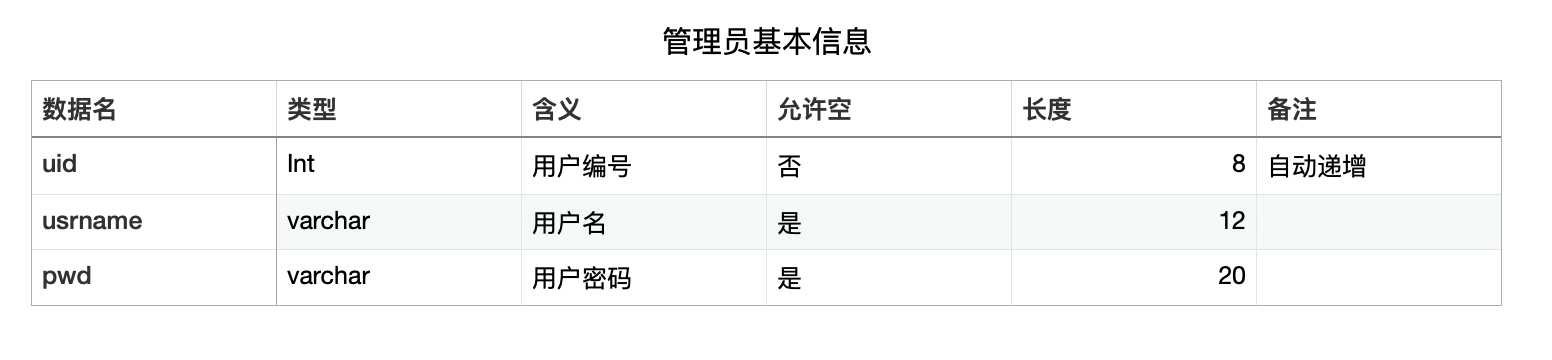 管理员基本信息
数据名 类型 含义 允许空 长度 备注
uid Int 用户编号 否 8 自动递增
usrname varchar 用户名 是 12
pwd varchar 用户密码 是 20